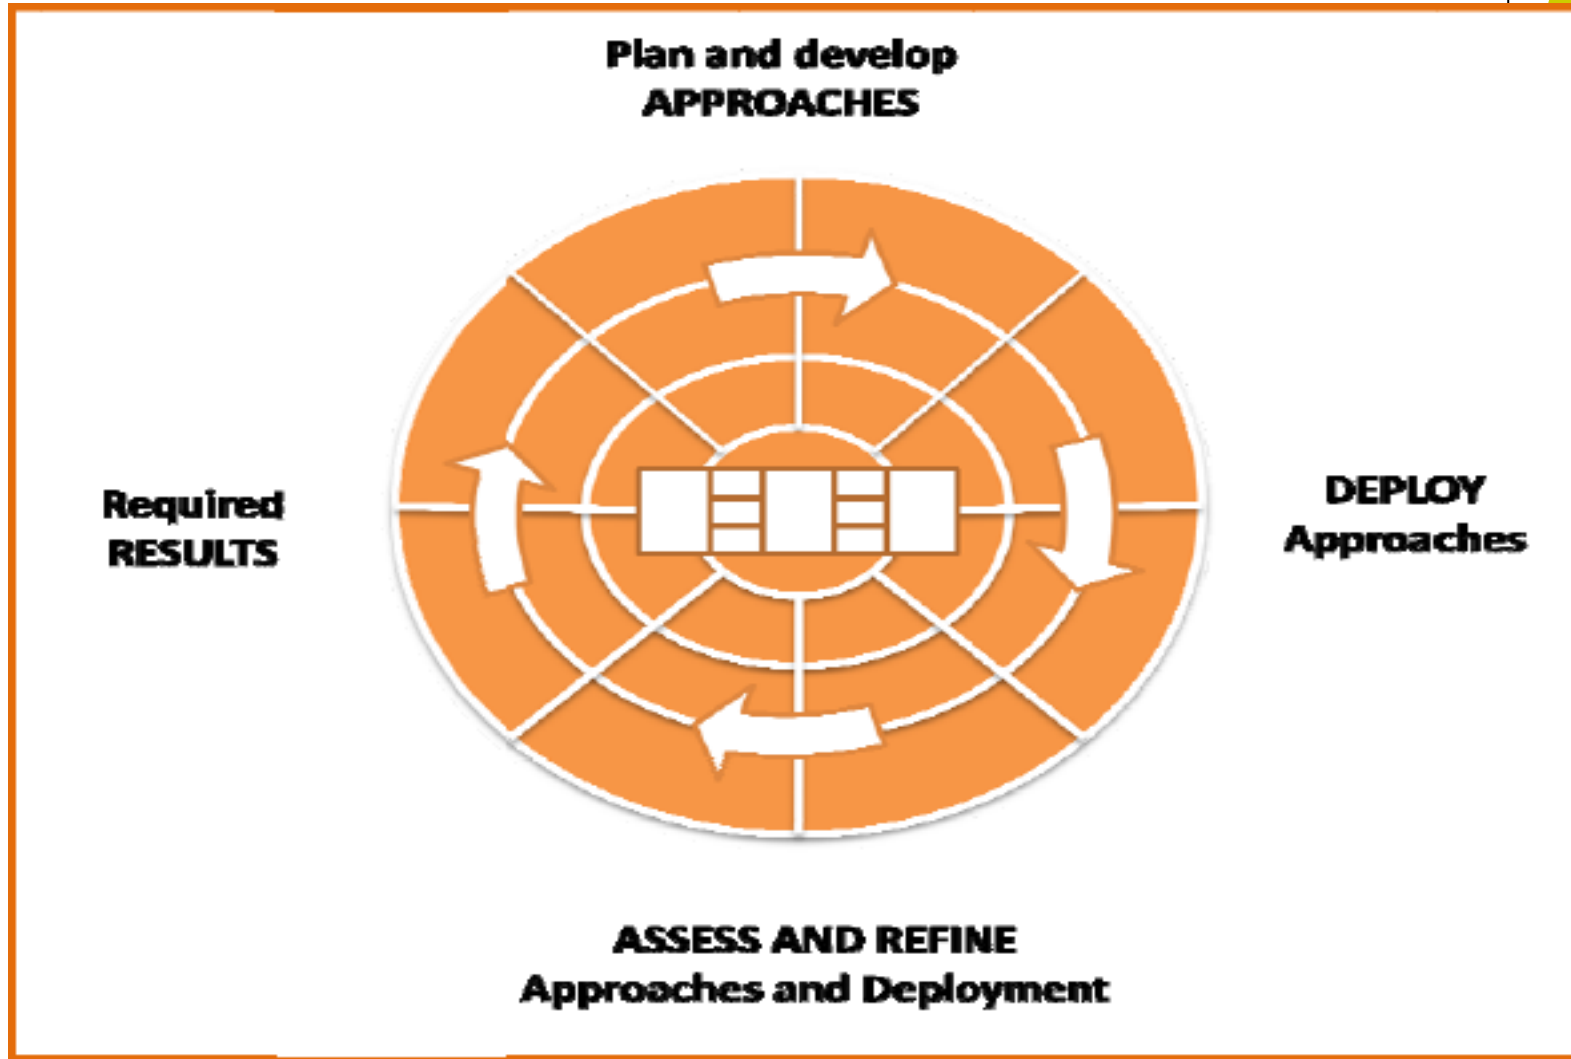 Plan and develop
APPROACHES
Required
RESULTS
DEPLOY
Approaches
ASSESS AND REFINE
Approaches and Deployment